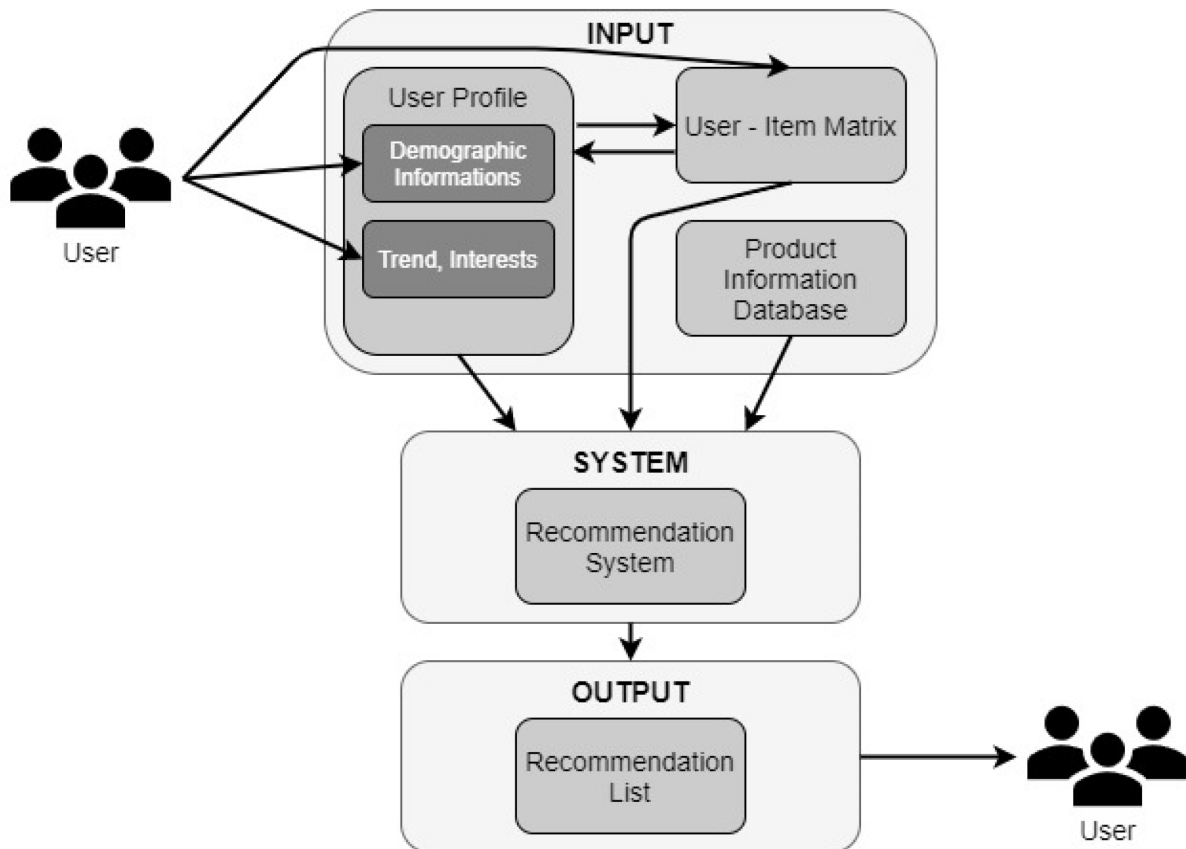 INPUT
User Profile
Demographic
Informations
Trend, Interests
User - Item Matrix
Product
Information
Database
User
SYSTEM
Recommendation
System
OUTPUT
Recommendation
List
User